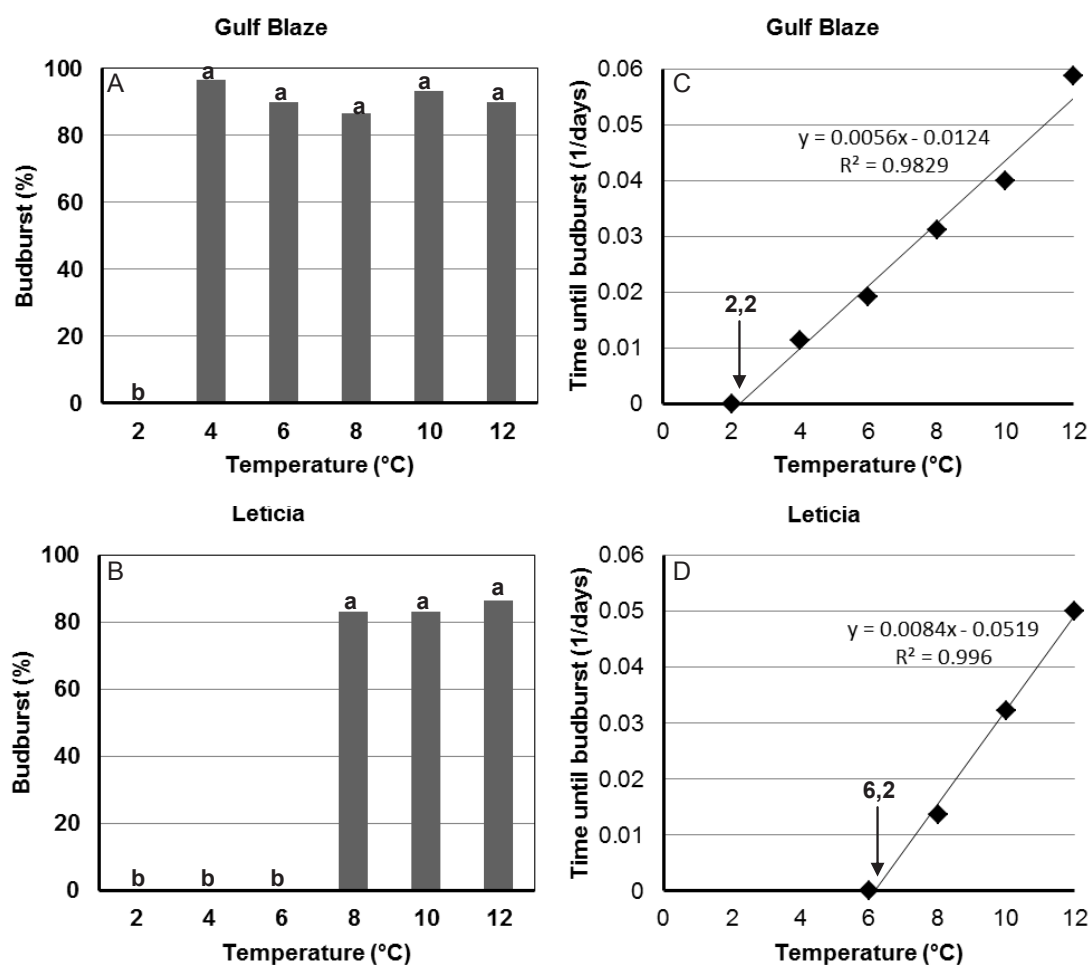 Gulf Blaze
A
Budburst (%)
100
80
60
40
20
0
b
a
a
a
a
a
2 4 6 8 10 12
Temperature (°C)
Gulf Blaze
C
Time until budburst (1/days)
0.06
0.05
0.04
0.03
0.02
0.01
0
y = 0.0056x - 0.0124
R² = 0.9829
2,2
0 2 4 6 8 10 12
Temperature (°C)
Leticia
B
Budburst (%)
100
80
60
40
20
0
b
b
b
a
a
a
2 4 6 8 10 12
Temperature (°C)
Leticia
D
Time until budburst (1/days)
0.06
0.05
0.04
0.03
0.02
0.01
0
y = 0.0084x - 0.0519
R² = 0.996
6,2
0 2 4 6 8 10 12
Temperature (°C)